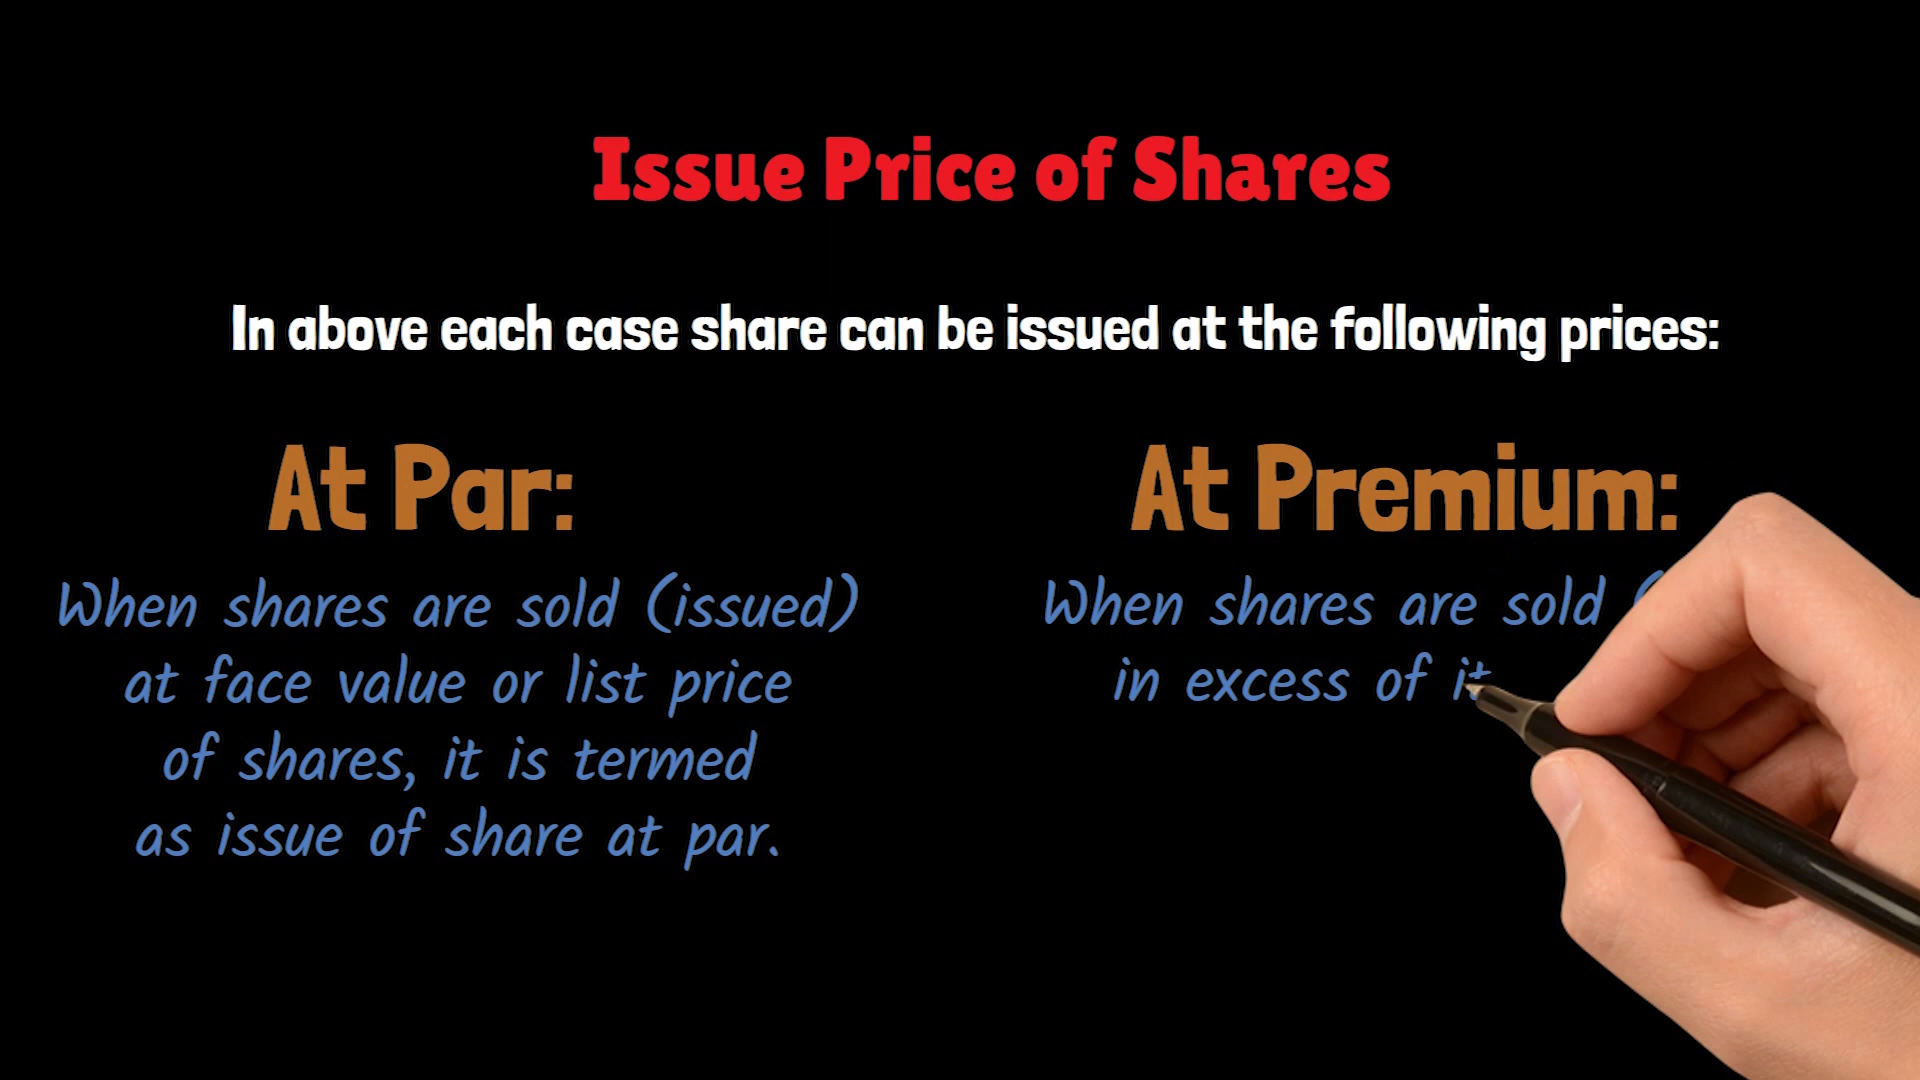 Issue Price of Shares
In above each case share can be issued at the following prices:
At Par:
When shares are sold (issued)
at face value or list price
of shares, it is termed
as issue of share at par.
At Premium:
When shares are sold
in excess of it